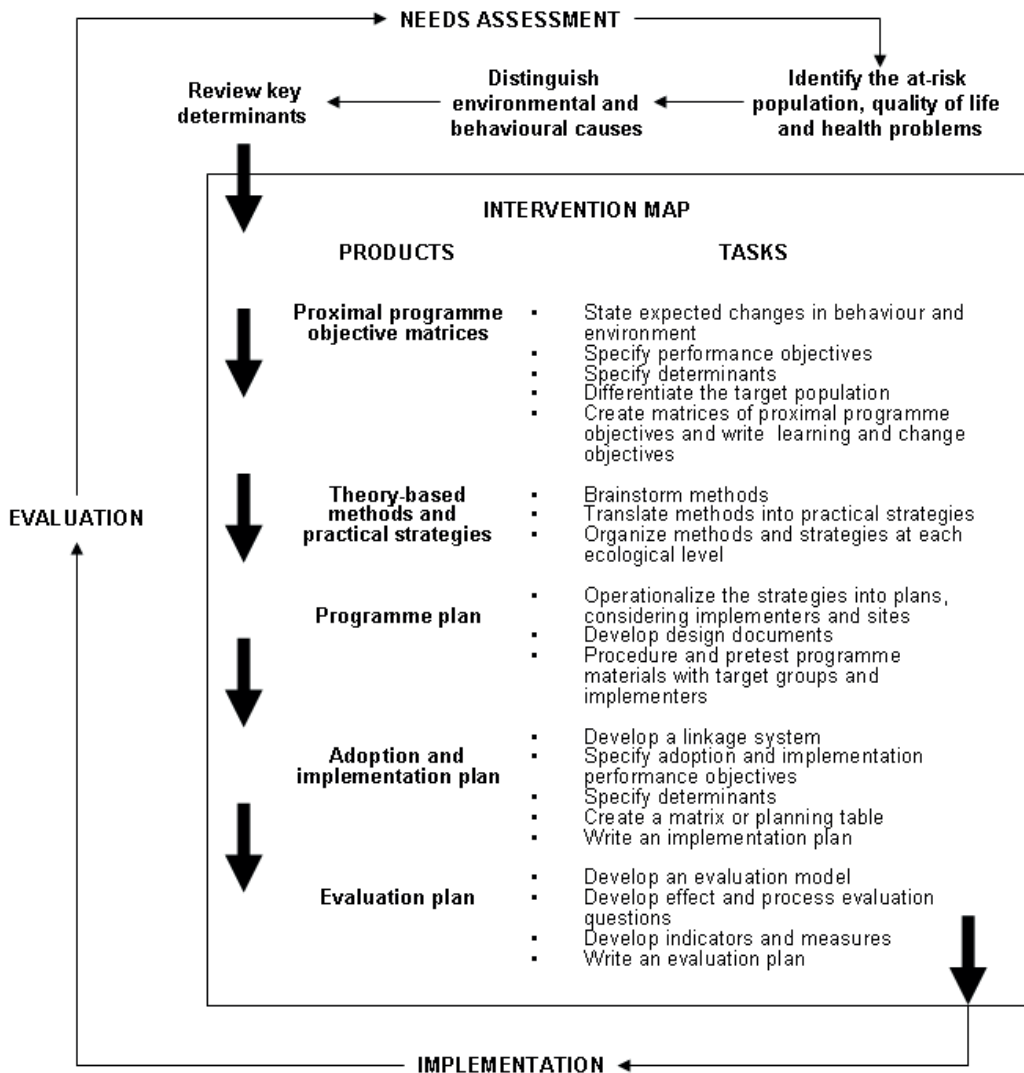 NEEDS ASSESSMENT
Identify the at-risk
population, quality of life
and health problems
Distinguish
environmental and
behavioural causes
Review key
determinants
INTERVENTION MAP
PRODUCTS
TASKS
Proximal programme
objective matrices
▪ State expected changes in behaviour and
environment
▪ Specify performance objectives
▪ Specify determinants
▪ Differentiate the target population
▪ Create matrices of proximal programme
objectives and write learning and change
objectives
Theory-based
methods and
practical strategies
▪ Brainstorm methods
▪ Translate methods into practical strategies
▪ Organize methods and strategies at each
ecological level
Programme plan
▪ Operationalize the strategies into plans,
considering implementers and sites
▪ Develop design documents
▪ Procedure and pretest programme
materials with target groups and
implementers
Adoption and
implementation plan
▪ Develop a linkage system
▪ Specify adoption and implementation
performance objectives
▪ Specify determinants
▪ Create a matrix or planning table
▪ Write an implementation plan
Evaluation plan
▪ Develop an evaluation model
▪ Develop effect and process evaluation
questions
▪ Develop indicators and measures
▪ Write an evaluation plan
IMPLEMENTATION
EVALUATION